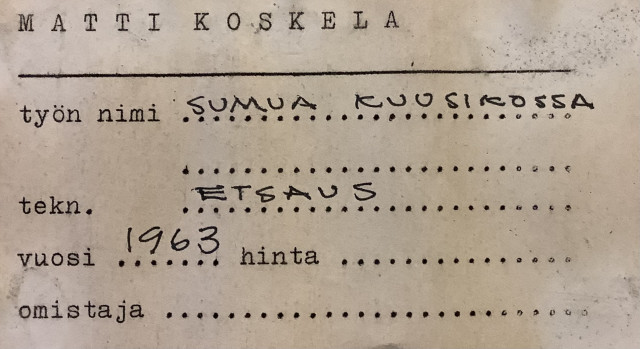 MATTI KOSKELA
työn nimi SUMUA KUUSIKOSSA
tekn. ETSAUS
vuosi 1963 hinta
omistaja